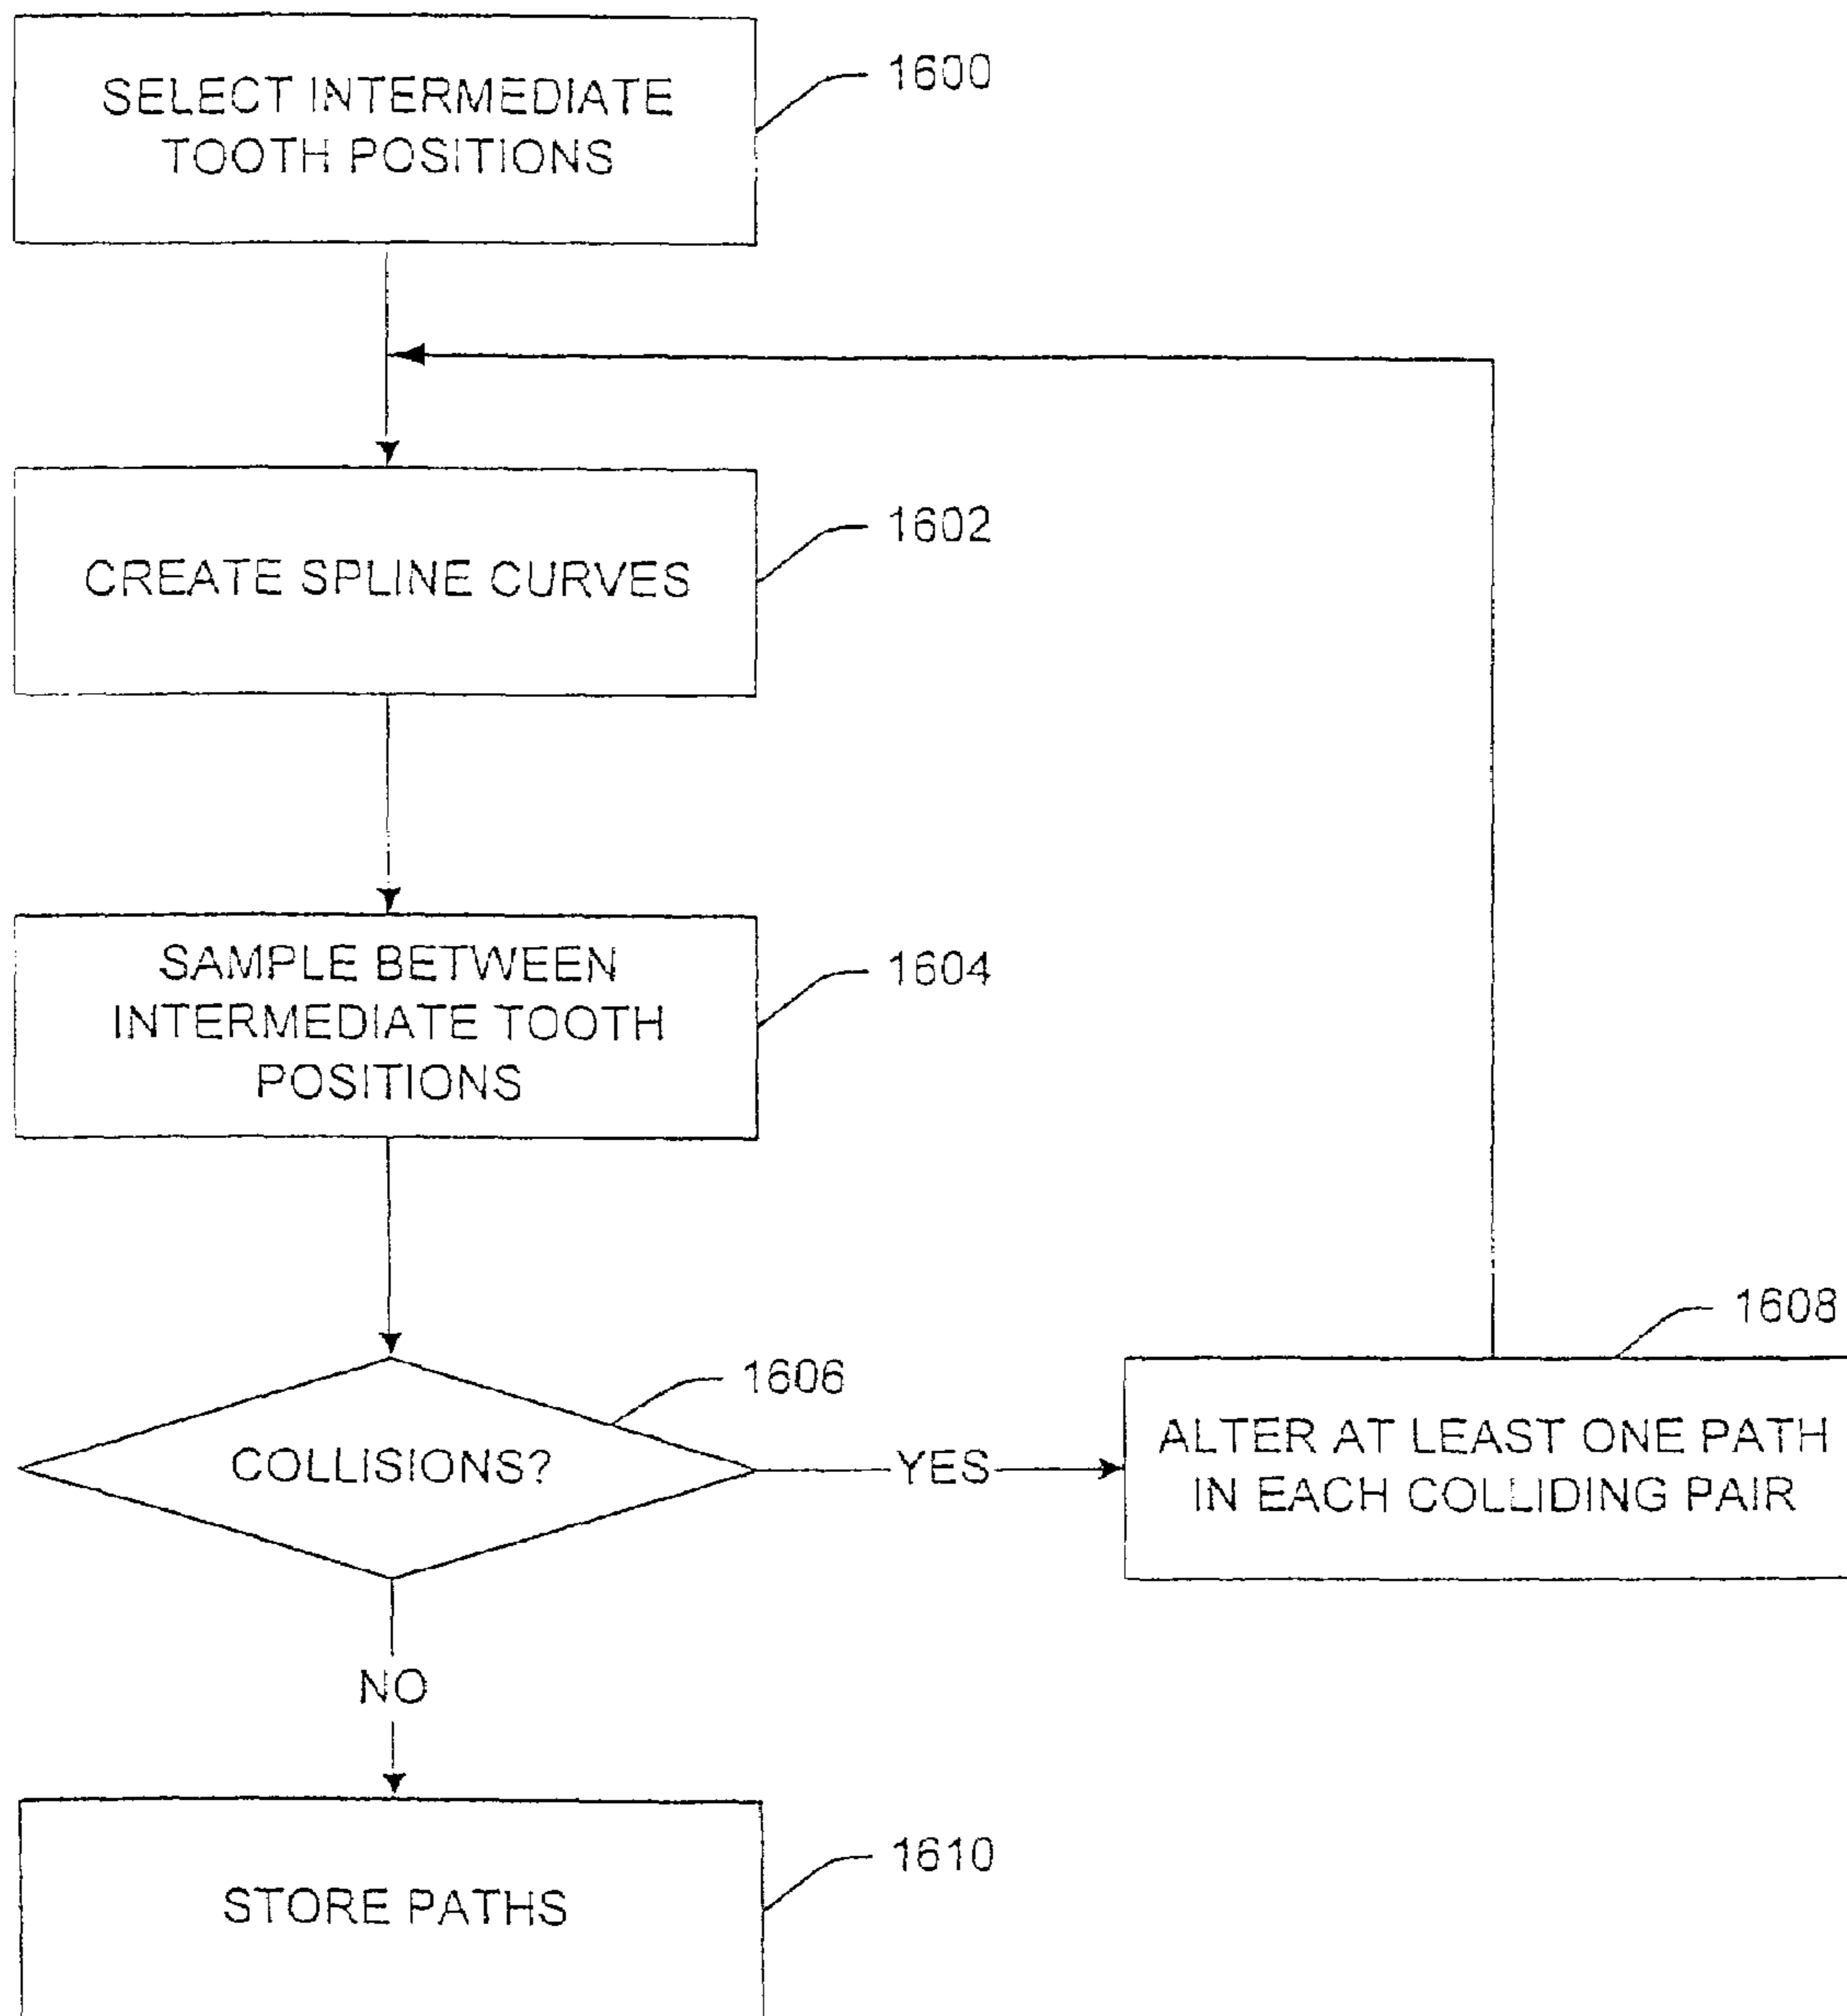 SELECT INTERMEDIATE
TOOTH POSITIONS
1600
CREATE SPLINE CURVES
1602
SAMPLE BETWEEN
INTERMEDIATE TOOTH
POSITIONS
1604
COLLISIONS?
1606
YES
ALTER AT LEAST ONE PATH
IN EACH COLLIDING PAIR
1608
NO
STORE PATHS
1610